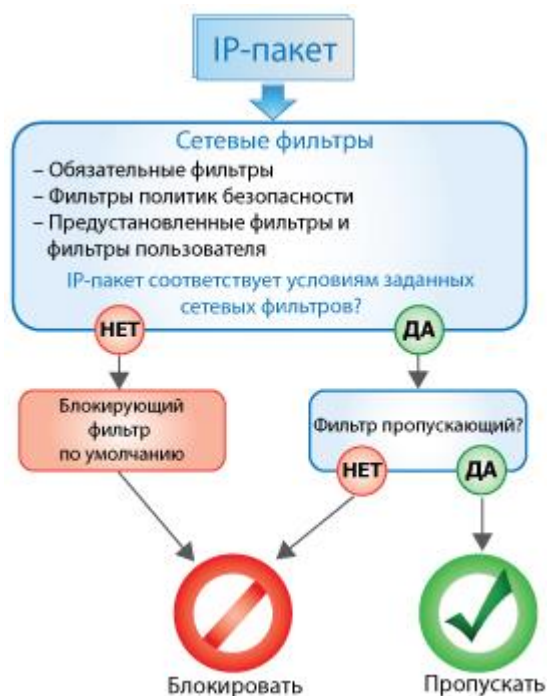 IP-пакет
Сетевые фильтры
– Обязательные фильтры
– Фильтры политик безопасности
– Предустановленные фильтры и
фильтры пользователя
IP-пакет соответствует условиям заданных
сетевых фильтров?
НЕТ
ДА
Блокирующий
фильтр
по умолчанию
Фильтр пропускающий?
НЕТ
ДА
Блокировать
Пропускать